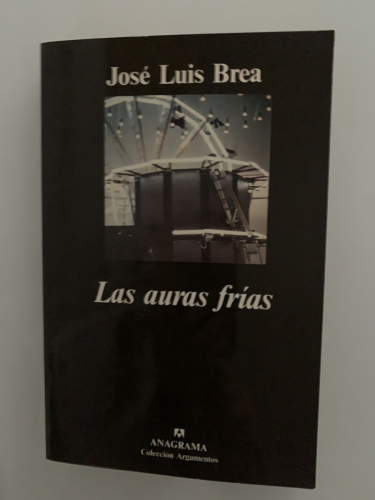 José Luis Brea
Las auras frías
ANAGRAMA
Colección Argumentos